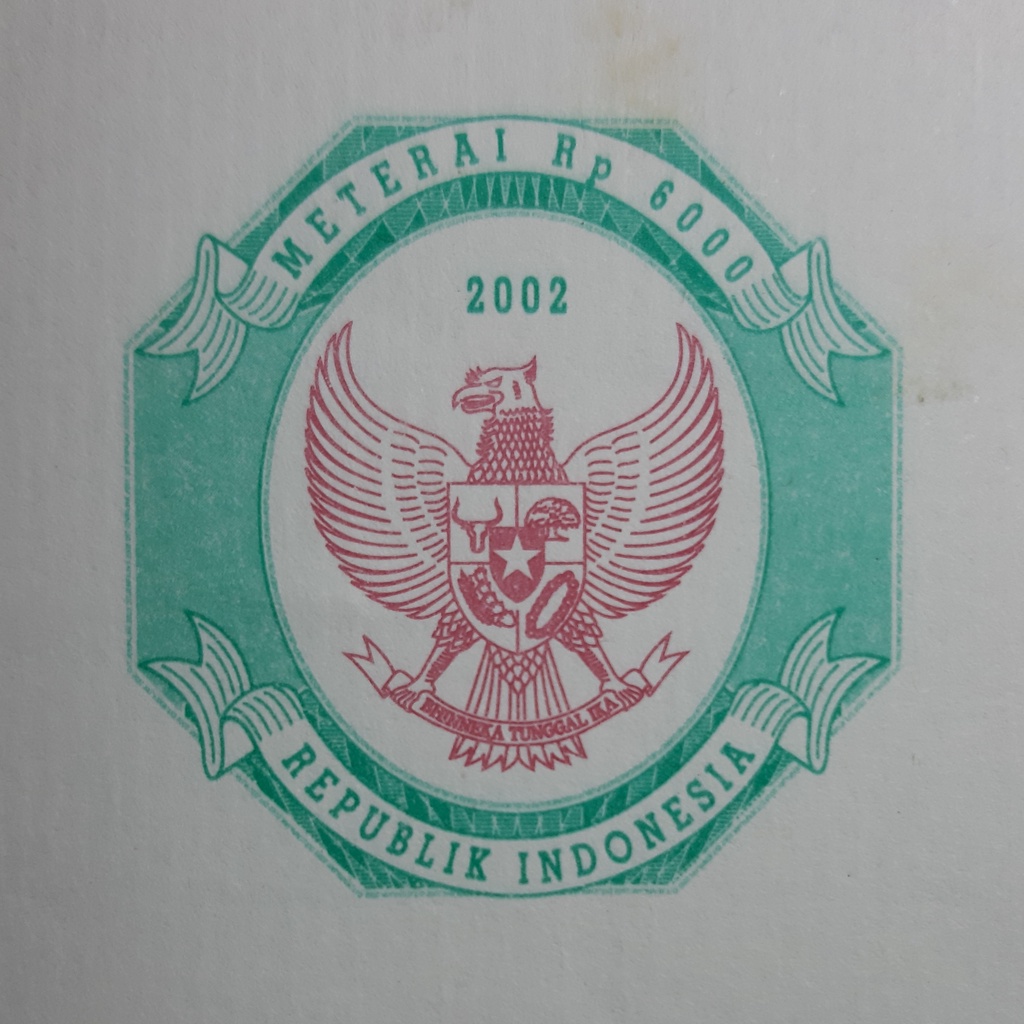 METERAI Rp 6000
2002
BHINNEKA TUNGGAL IKA
REPUBLIK INDONESIA